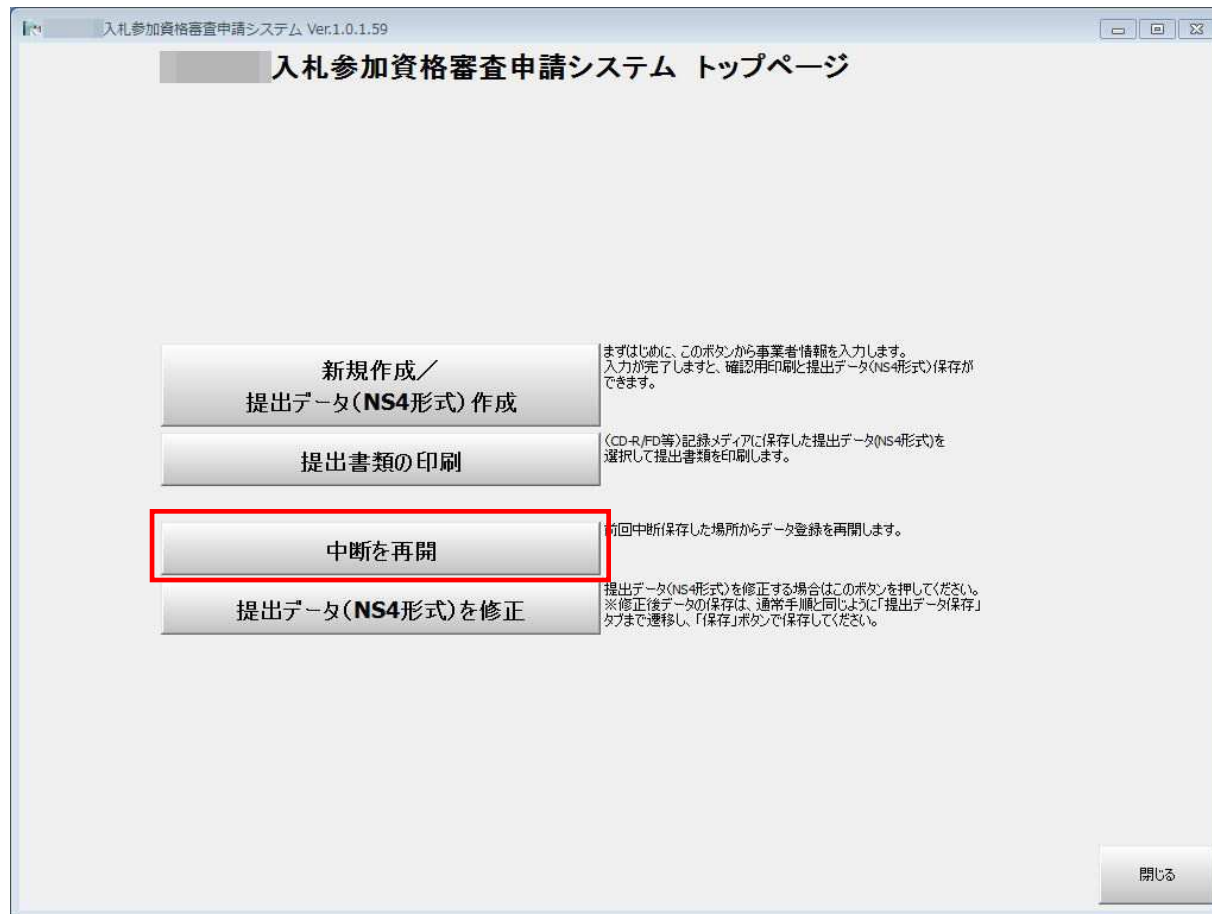 入札参加資格審査申請システム Ver.1.0.1.59
入札参加資格審査申請システム トップページ
新規作成／
提出データ(NS4形式)作成
まずはじめに、このボタンから事業者情報を入力します。
入力が完了しますと、確認用印刷と提出データ(NS4形式)保存が
できます。
提出書類の印刷
(CD-R/FD等)記録メディアに保存した提出データ(NS4形式)を
選択して提出書類を印刷します。
中断を再開
前回中断保存した場所からデータ登録を再開します。
提出データ(NS4形式)を修正
提出データ(NS4形式)を修正する場合はこのボタンを押してください。
※修正後データの保存は、通常手順と同じように「提出データ保存」
タブまで遷移し、「保存」ボタンで保存してください。
閉じる